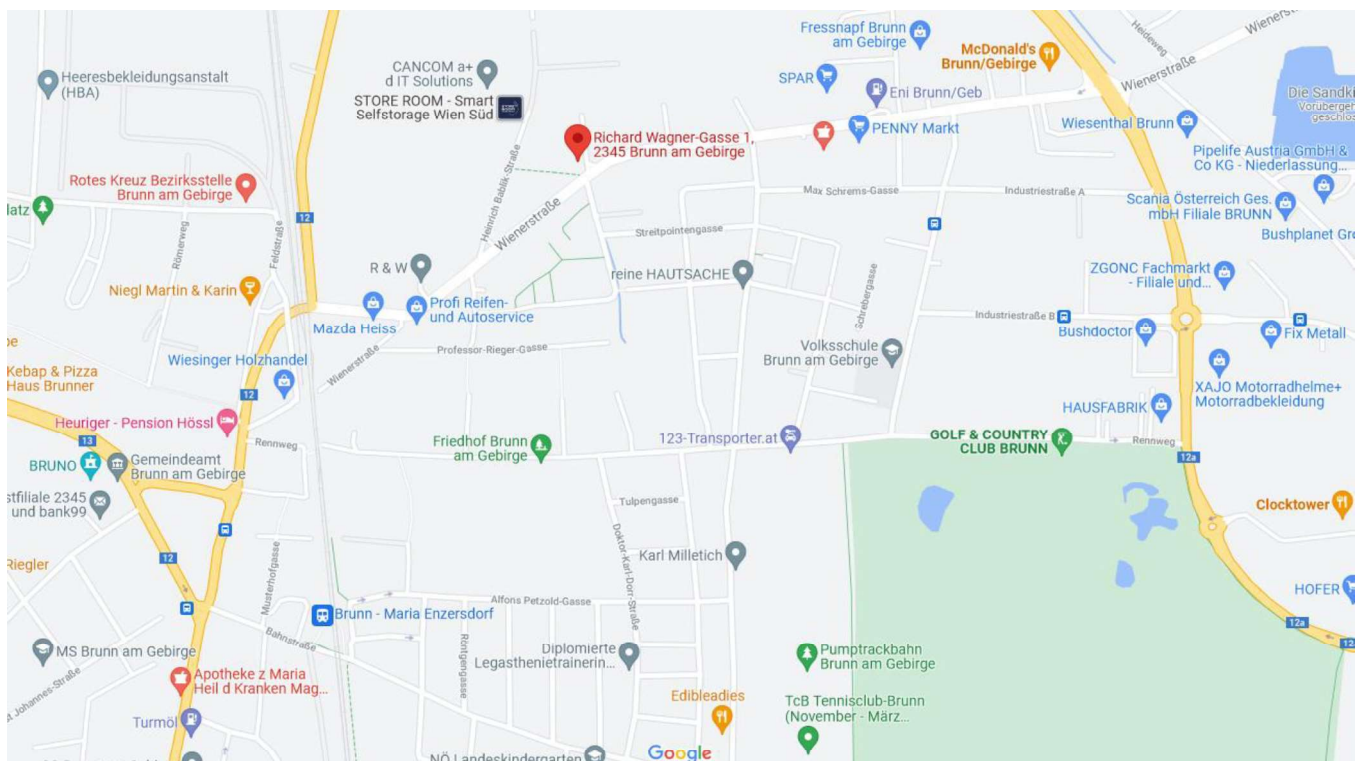 Fressnapf Brunn
am Gebirge
McDonald's
Brunn/Gebirge
Heideweg
Wienerstraße
CANCOM a+
d IT Solutions
SPAR
Eni Brunn/Geb
Heeresbekleidungsanstalt
(HBA)
STORE ROOM - Smart
Selfstorage Wien Süd
Die Sandki
Vorübergeh
geschlos
Richard Wagner-Gasse 1,
2345 Brunn am Gebirge
PENNY Markt
Wiesenthal Brunn
Pipelife Austria GmbH &
Co KG - Niederlassung...
Rotes Kreuz Bezirksstelle
Brunn am Gebirge
Heinrich Bablik-Straße
Max Schrems-Gasse
Industriestraße A
Scania Österreich Ges.
mbH Filiale BRUNN
latz
12
Wienerstraße
Streitpointengasse
Bushplanet Gro
Römerweg
Feldstraße
R & W
reine HAUTSACHE
ZGONC Fachmarkt
- Filiale und...
Niegl Martin & Karin
Profi Reifen-
und Autoservice
Mazda Heiss
Schrebergasse
Industriestraße B
Bushdoctor
Fix Metall
Wienerstraße
Professor-Rieger-Gasse
Volksschule
Brunn am Gebirge
Wiesinger Holzhandel
be
Kebap & Pizza
Haus Brunner
12
XAJO Motorradhelme+
Motorradbekleidung
HAUSFABRIK
Heuriger - Pension Hössl
13
Rennweg
Friedhof Brunn
am Gebirge
123-Transporter.at
GOLF & COUNTRY
CLUB BRUNN
Rennweg
12a
BRUNO
Gemeindeamt
Brunn am Gebirge
stfiliale 2345
und bank99
Tulpengasse
Clocktower
Riegler
12
Musterhofgasse
Doktor-Karl-Dorr-Straße
Karl Milletich
HOFER
Alfons Petzold-Gasse
Brunn - Maria Enzersdorf
12a
12a
Bahnstraße
Röntgengasse
MS Brunn am Gebirge
Diplomierte
Legasthenietrainerin...
Pumptrackbahn
Brunn am Gebirge
t Johannes-Straße
Apotheke z Maria
Heil d Kranken Mag...
Edibleadies
TcB Tennisclub-Brunn
(November - März...
Turmöl
NÖ Landeskindergarten
Google